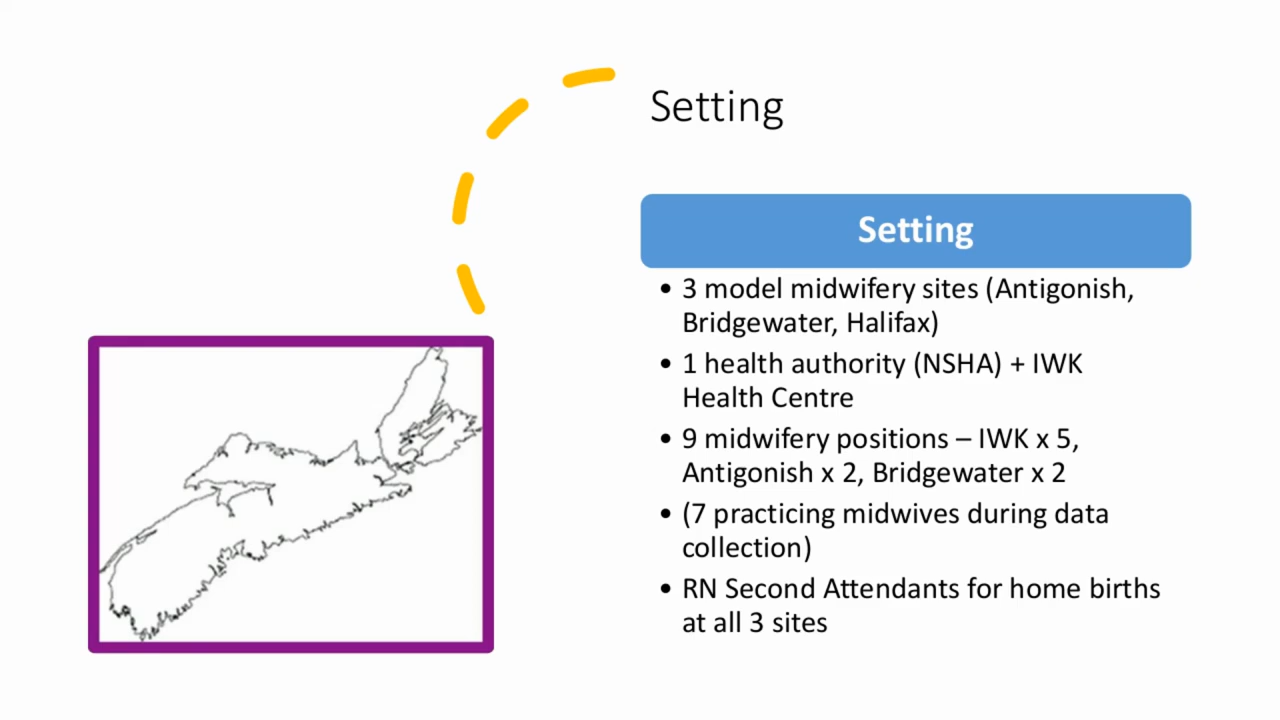 Setting
Setting
• 3 model midwifery sites (Antigonish,
Bridgewater, Halifax)
• 1 health authority (NSHA) + IWK
Health Centre
• 9 midwifery positions – IWK x 5,
Antigonish x 2, Bridgewater x 2
• (7 practicing midwives during data
collection)
• RN Second Attendants for home births
at all 3 sites